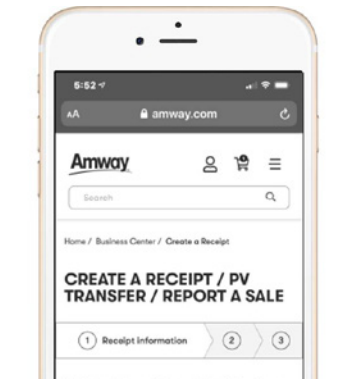 5:52
AA amway.com
Amway
Search
Home / Business Center / Create a Receipt
CREATE A RECEIPT / PV
TRANSFER / REPORT A SALE
1 Receipt information 2 3